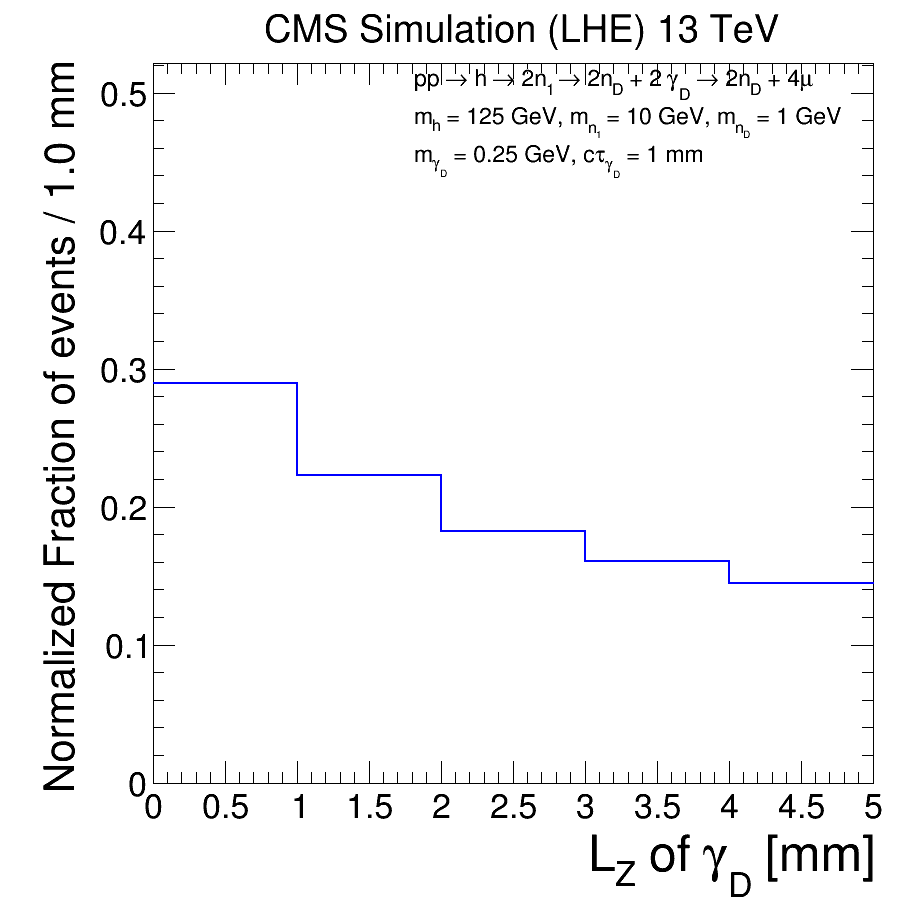 CMS Simulation (LHE) 13 TeV
pp → h → 2n₁ → 2n_D + 2 γ_D → 2n_D + 4μ
m_h = 125 GeV, m_n₁ = 10 GeV, m_n_D = 1 GeV
m_γ_D = 0.25 GeV, cτ_γ_D = 1 mm
Normalized Fraction of events / 1.0 mm
0.5
0.4
0.3
0.2
0.1
0
0 0.5 1 1.5 2 2.5 3 3.5 4 4.5 5
L_Z of γ_D [mm]